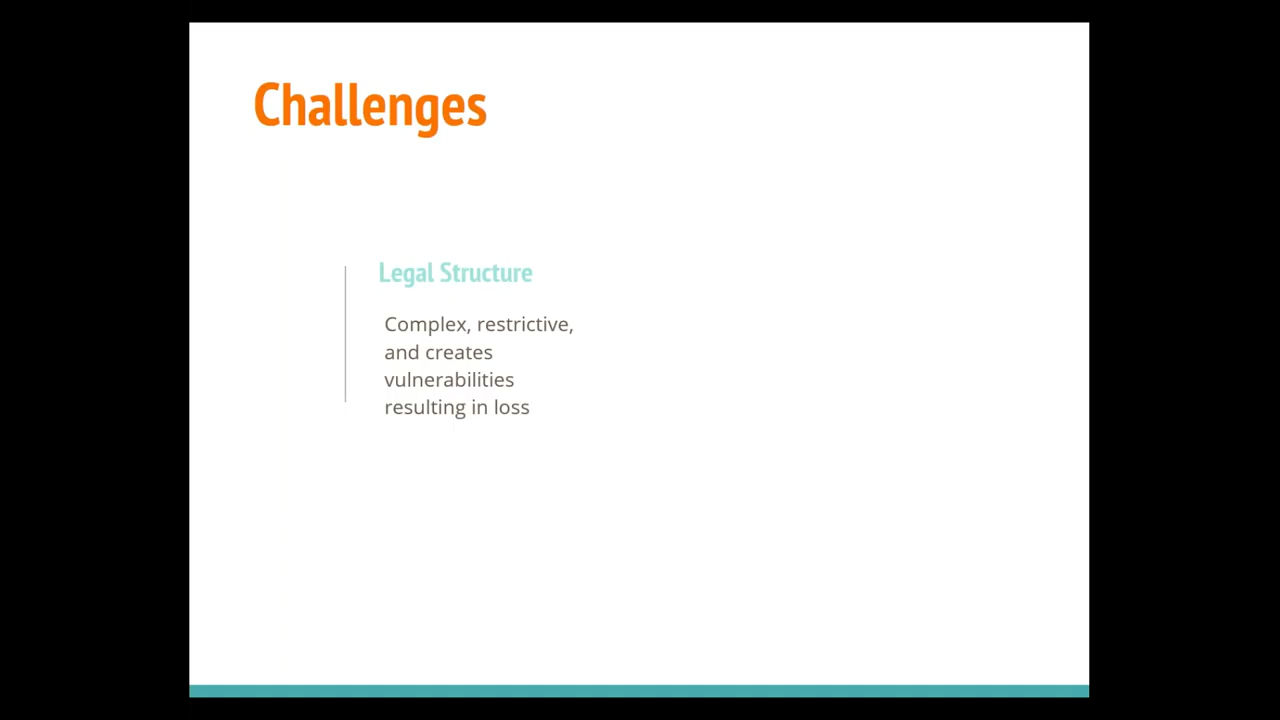 Challenges
Legal Structure
Complex, restrictive,
and creates
vulnerabilities
resulting in loss